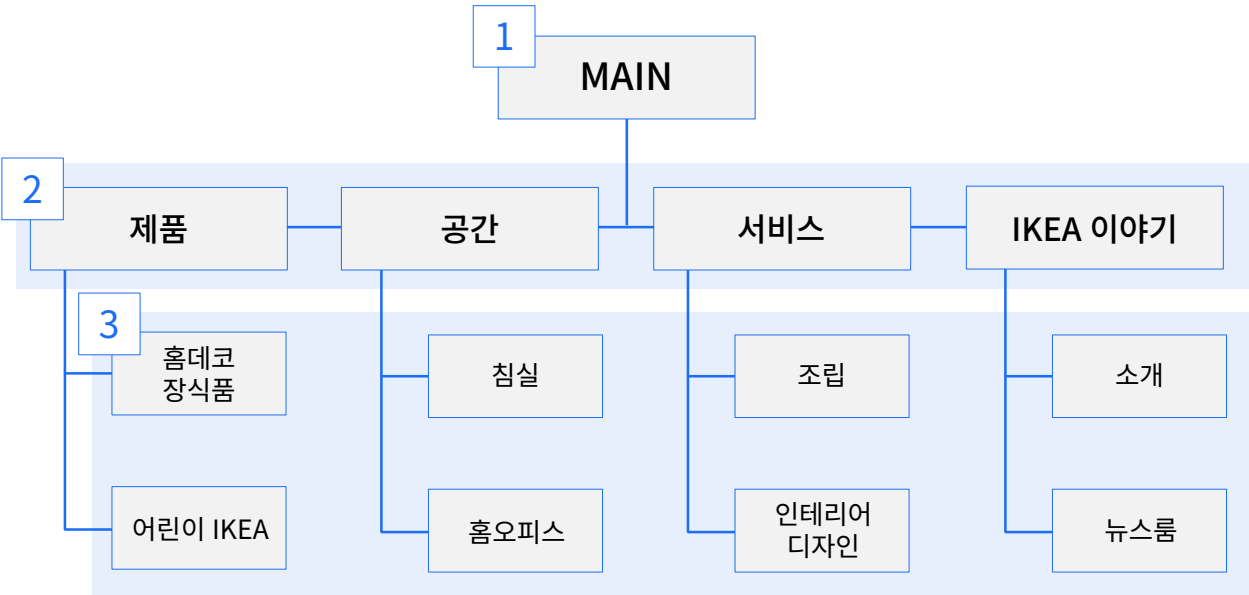 1
MAIN
2
제품
공간
서비스
IKEA 이야기
3
홈데코
장식품
침실
조립
소개
어린이 IKEA
홈오피스
인테리어
디자인
뉴스룸